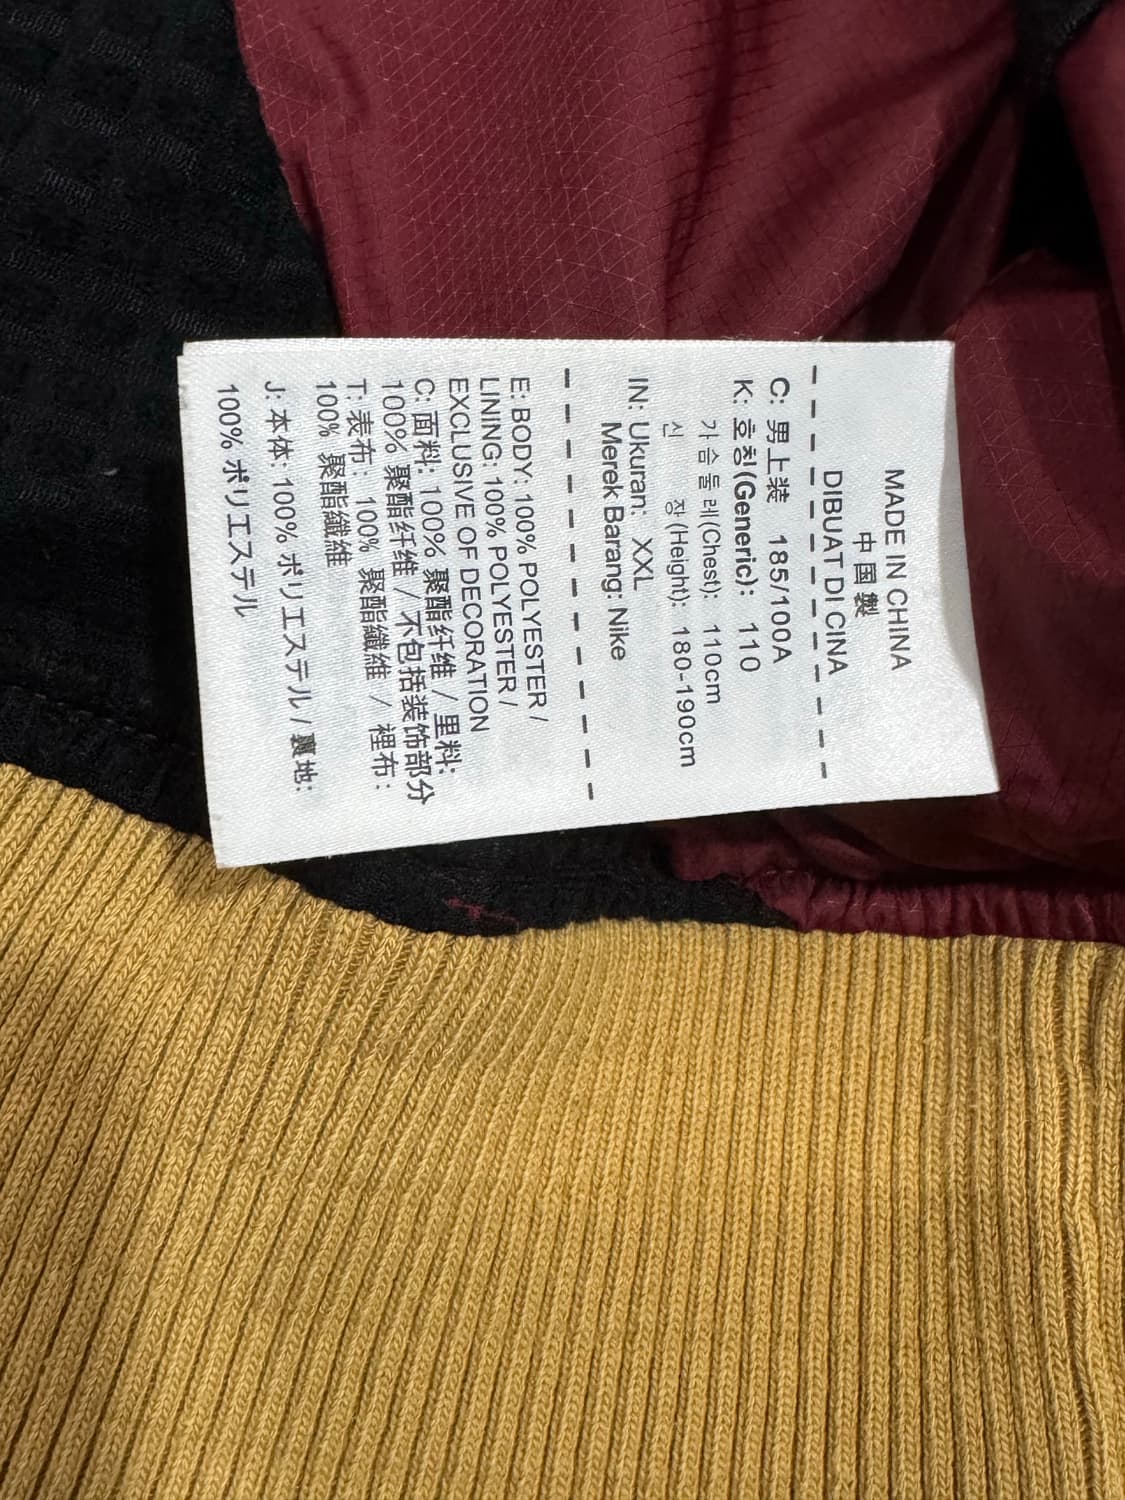 MADE IN CHINA
中国製
DIBUAT DI CINA
C: 男上装 185/100A
K: 호칭(Generic): 110
가슴둘레(Chest): 110cm
신 장(Height): 180-190cm
IN: Ukuran: XXL
Merek Barang: Nike
E: BODY: 100% POLYESTER /
LINING: 100% POLYESTER /
EXCLUSIVE OF DECORATION
C: 面料: 100% 聚酯纤维 / 里料:
100% 聚酯纤维 / 不包括装饰部分
T: 表布: 100% 聚酯纖維 / 裡布:
100% 聚酯纖維
J: 本体: 100% ポリエステル / 裏地:
100% ポリエステル